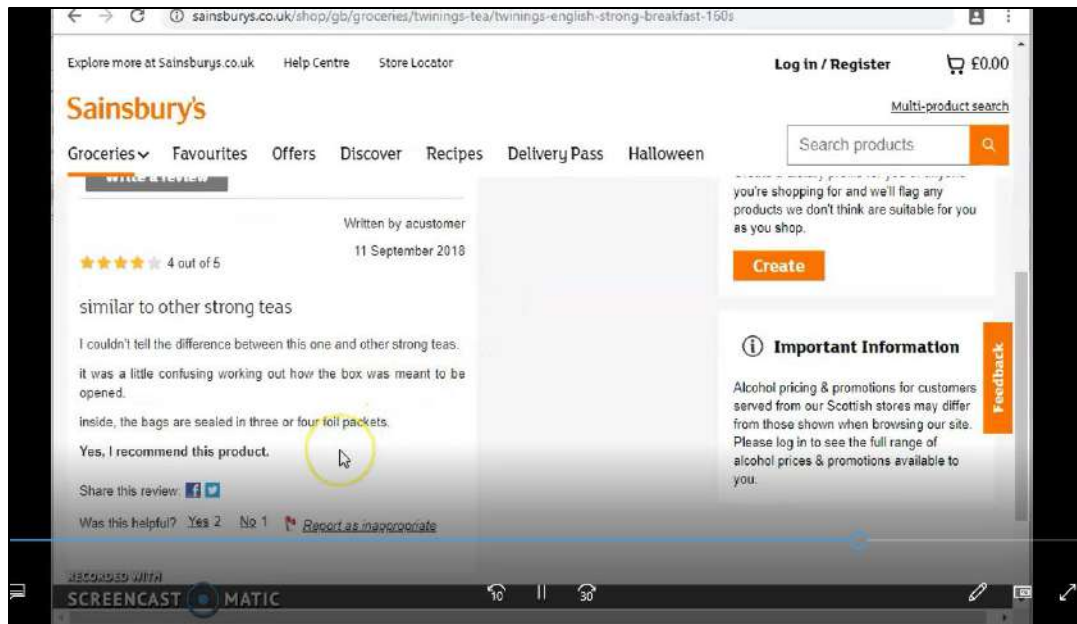 sainsburys.co.uk/shop/gb/groceries/twinings-tea/twinings-english-strong-breakfast-160s
Explore more at Sainsburys.co.uk Help Centre Store Locator Log in / Register £0.00
Sainsbury's
Multi-product search
Groceries Favourites Offers Discover Recipes Delivery Pass Halloween
Search products
Write a review
you're shopping for and we'll flag any
products we don't think are suitable for you
as you shop.
Create
Written by acustomer
11 September 2018
4 out of 5
similar to other strong teas
I couldn't tell the difference between this one and other strong teas.
it was a little confusing working out how the box was meant to be
opened.
inside, the bags are sealed in three or four foil packets.
Yes, I recommend this product.
Share this review:
Was this helpful? Yes 2 No 1 Report as inappropriate
Important Information
Alcohol pricing & promotions for customers
served from our Scottish stores may differ
from those shown when browsing our site.
Please log in to see the full range of
alcohol prices & promotions available to
you.
Feedback
RECORDED WITH
SCREENCAST MATIC
10 30